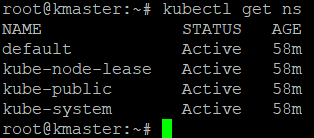 root@kmaster:~# kubectl get ns
NAME STATUS AGE
default Active 58m
kube-node-lease Active 58m
kube-public Active 58m
kube-system Active 58m
root@kmaster:~#